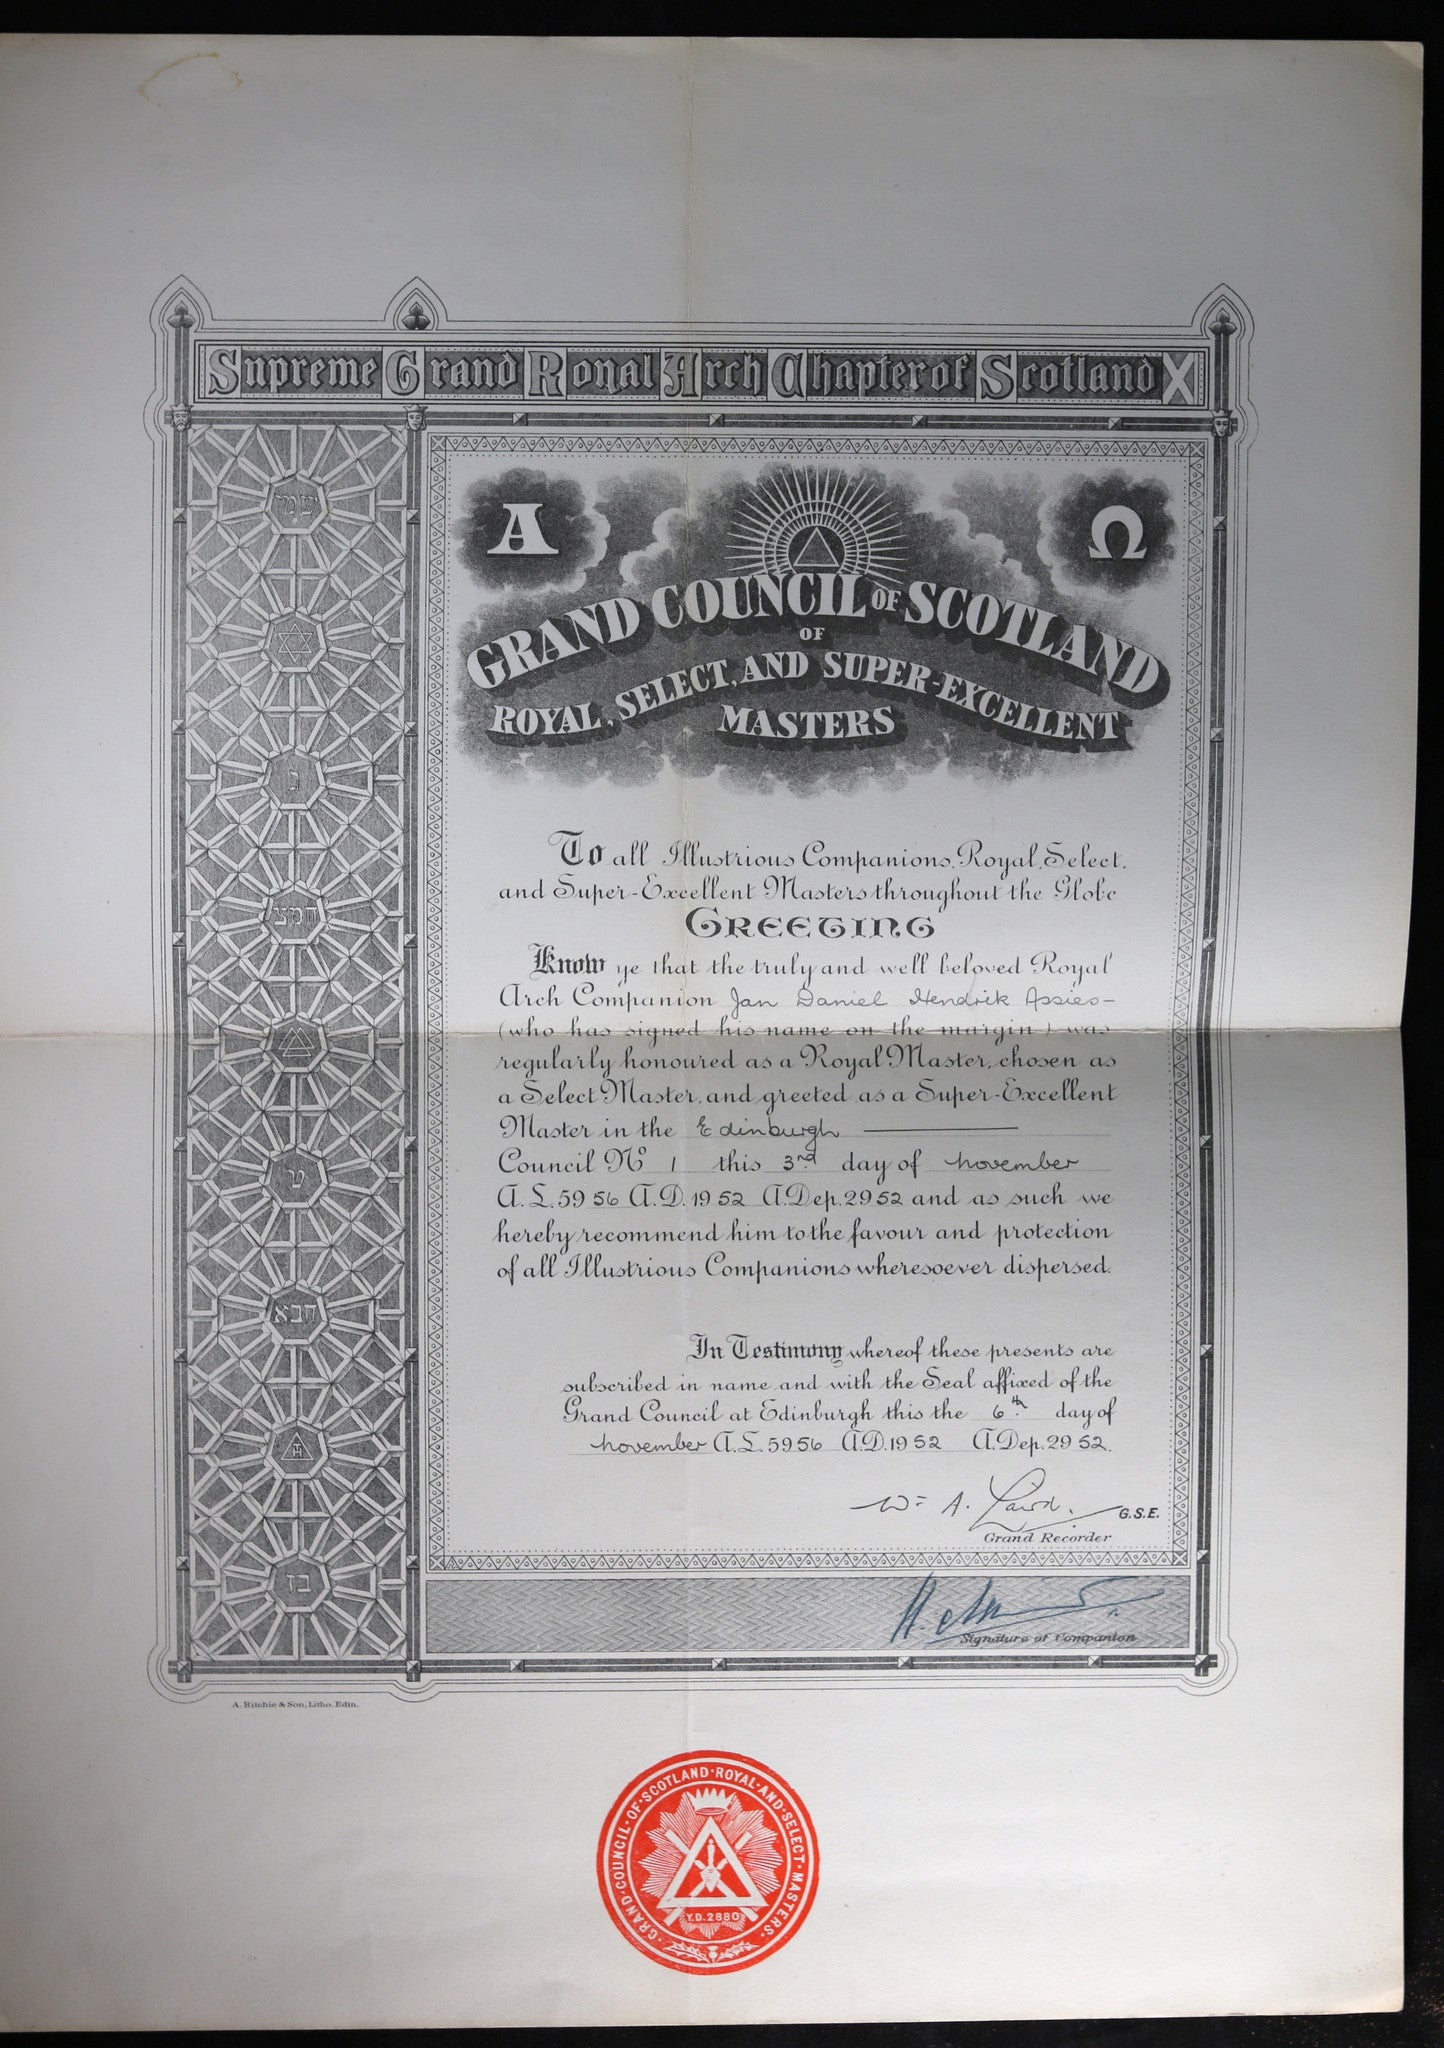 Supreme Grand Royal Arch Chapter of Scotland
Α Ω
GRAND COUNCIL OF SCOTLAND
OF
ROYAL, SELECT, AND SUPER-EXCELLENT
MASTERS
To all Illustrious Companions, Royal, Select,
and Super-Excellent Masters throughout the Globe
GREETING
Know ye that the truly and well beloved Royal
Arch Companion Jan Daniel Hendrik Assies
(who has signed his name on the margin) was
regularly honoured as a Royal Master, chosen as
a Select Master, and greeted as a Super-Excellent
Master in the Edinburgh
Council No 1 this 3rd day of november
A.L. 5956 A.D. 1952 A.Dep. 2952 and as such we
hereby recommend him to the favour and protection
of all Illustrious Companions wheresoever dispersed.
In Testimony whereof these presents are
subscribed in name and with the Seal affixed of the
Grand Council at Edinburgh this the 6th day of
november A.L. 5956 A.D. 1952 A.Dep. 2952.
Wm A. Laird. G.S.E.
Grand Recorder
Signature of Companion
נ
ט
חבא
H
בז
A. Ritchie & Son, Litho. Edin.
GRAND·COUNCIL·OF·SCOTLAND·ROYAL·AND·SELECT·MASTERS·
Y.D. 2880